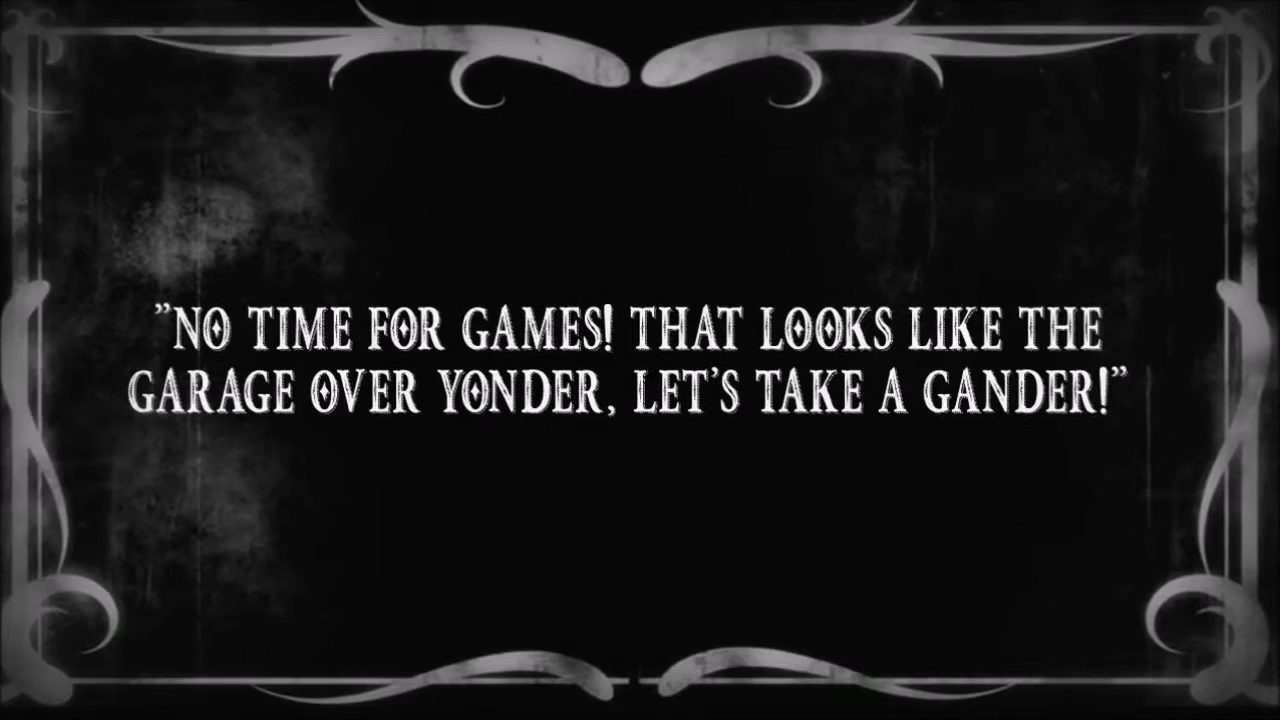 ”NO TIME FOR GAMES! THAT LOOKS LIKE THE
GARAGE OVER YONDER, LET’S TAKE A GANDER!”